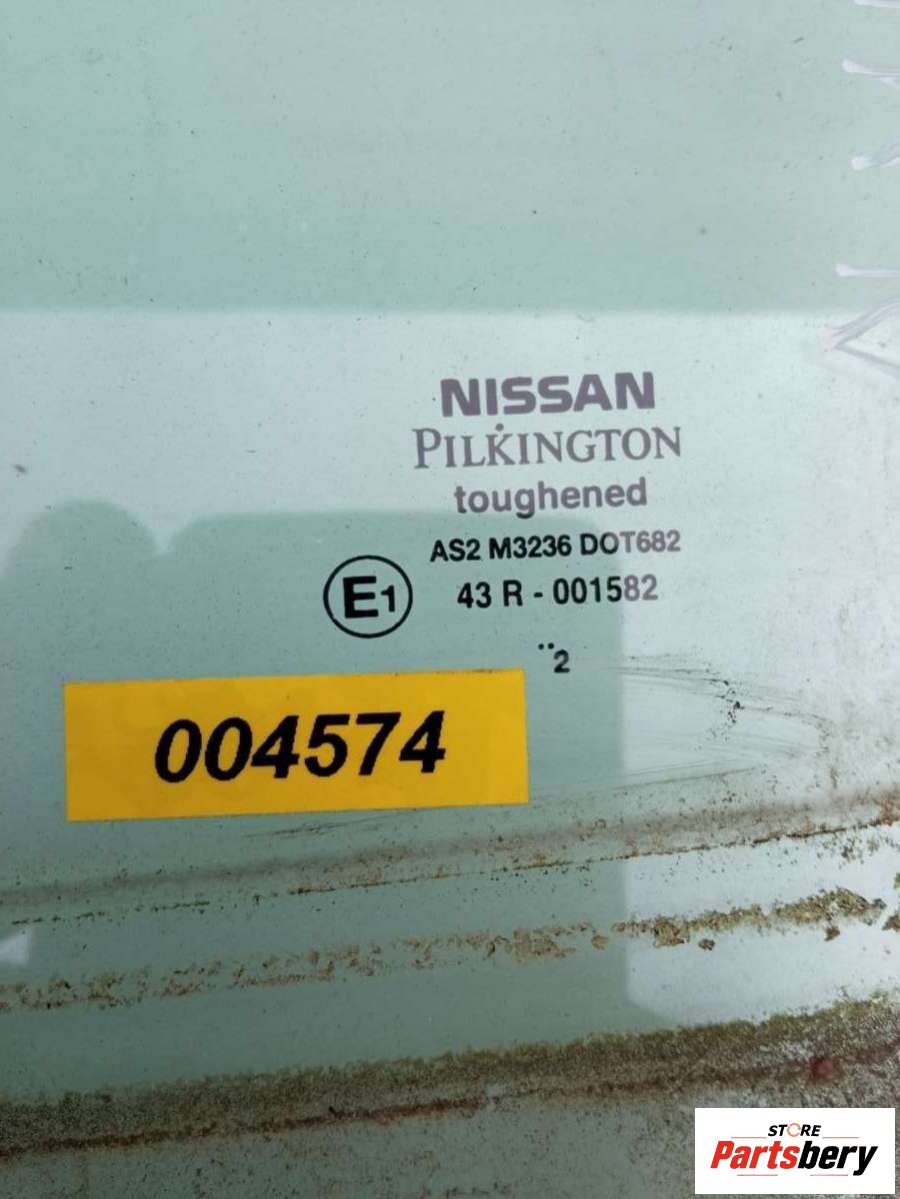 NISSAN
PILKINGTON
toughened
AS2 M3236 DOT682
E1 43 R - 001582
¨2
004574
STORE
Partsbery